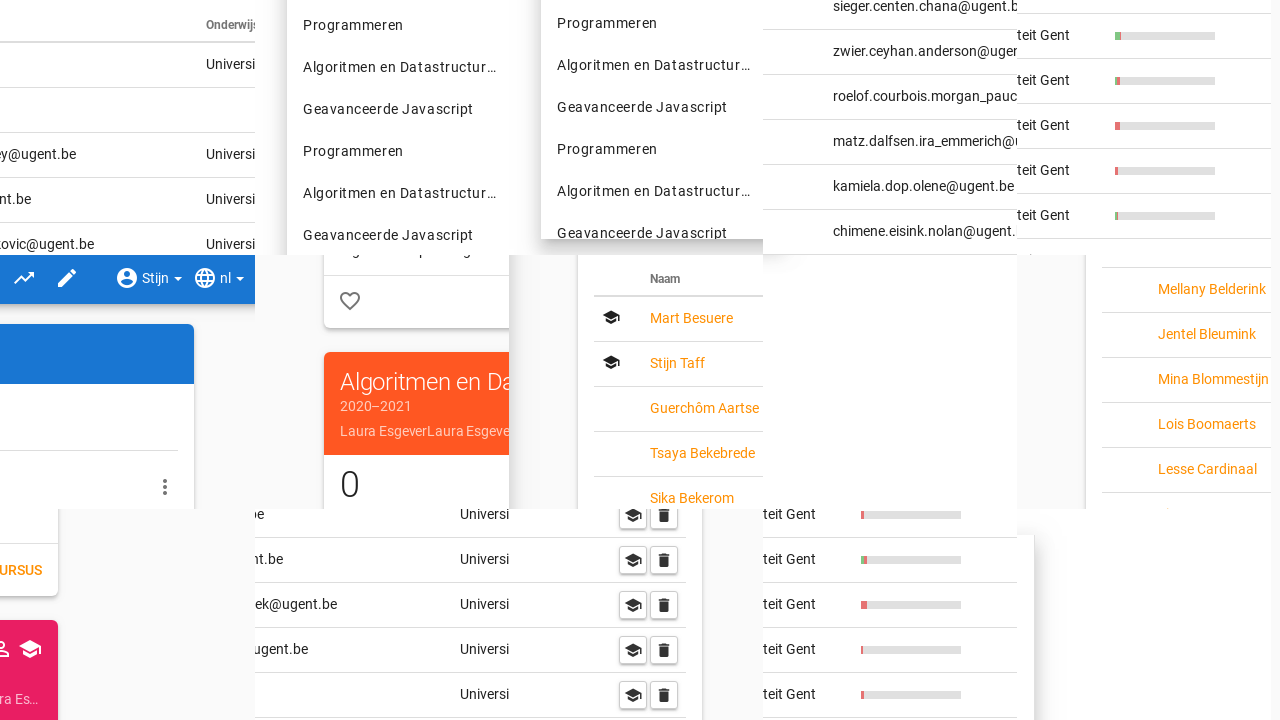 Onderwijs
Universi
ey@ugent.be
Universi
nt.be
Universi
kovic@ugent.be
Universi
Programmeren
Algoritmen en Datastructur…
Geavanceerde Javascript
Programmeren
Algoritmen en Datastructur…
Geavanceerde Javascript
Programmeren
Algoritmen en Datastructur…
Geavanceerde Javascript
Programmeren
Algoritmen en Datastructur…
Geavanceerde Javascript
sieger.centen.chana@ugent.b
zwier.ceyhan.anderson@uger
roelof.courbois.morgan_pauc
matz.dalfsen.ira_emmerich@u
kamiela.dop.olene@ugent.be
chimene.eisink.nolan@ugent.
teit Gent
teit Gent
teit Gent
teit Gent
teit Gent
Stijn
nl
Algoritmen en Da
2020–2021
Laura EsgeverLaura Esgeve
0
Naam
Mart Besuere
Stijn Taff
Guerchôm Aartse
Tsaya Bekebrede
Sika Bekerom
Mellany Belderink
Jentel Bleumink
Mina Blommestijn
Lois Boomaerts
Lesse Cardinaal
URSUS
ra Es…
be
Universi
nt.be
Universi
ek@ugent.be
Universi
ugent.be
Universi
Universi
teit Gent
teit Gent
teit Gent
teit Gent
teit Gent